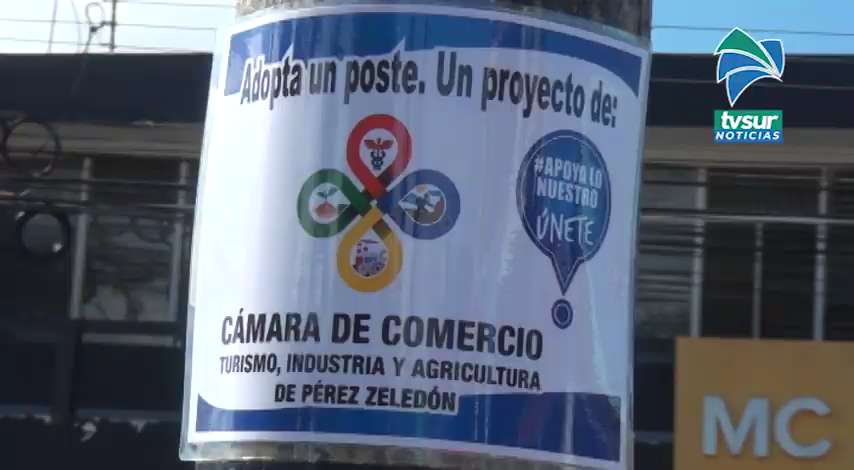 Adopta un poste. Un proyecto de:
#APOYA LO
NUESTRO
ÚNETE
CÁMARA DE COMERCIO
TURISMO, INDUSTRIA Y AGRICULTURA
DE PÉREZ ZELEDÓN
tvsur
NOTICIAS
MC